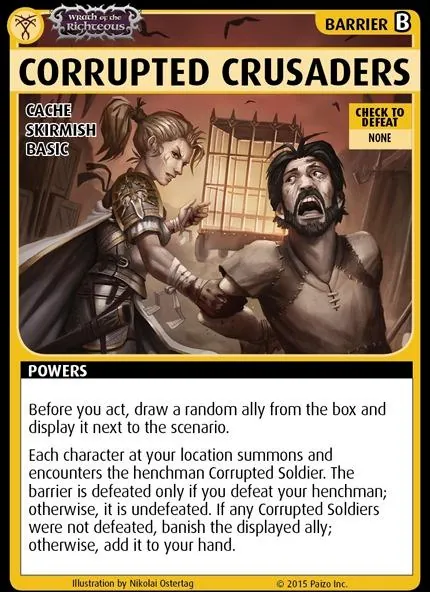 Wrath of the
Righteous
BARRIER B
CORRUPTED CRUSADERS
CACHE
SKIRMISH
BASIC
CHECK TO
DEFEAT
NONE
POWERS
Before you act, draw a random ally from the box and
display it next to the scenario.
Each character at your location summons and
encounters the henchman Corrupted Soldier. The
barrier is defeated only if you defeat your henchman;
otherwise, it is undefeated. If any Corrupted Soldiers
were not defeated, banish the displayed ally;
otherwise, add it to your hand.
Illustration by Nikolai Ostertag
© 2015 Paizo Inc.